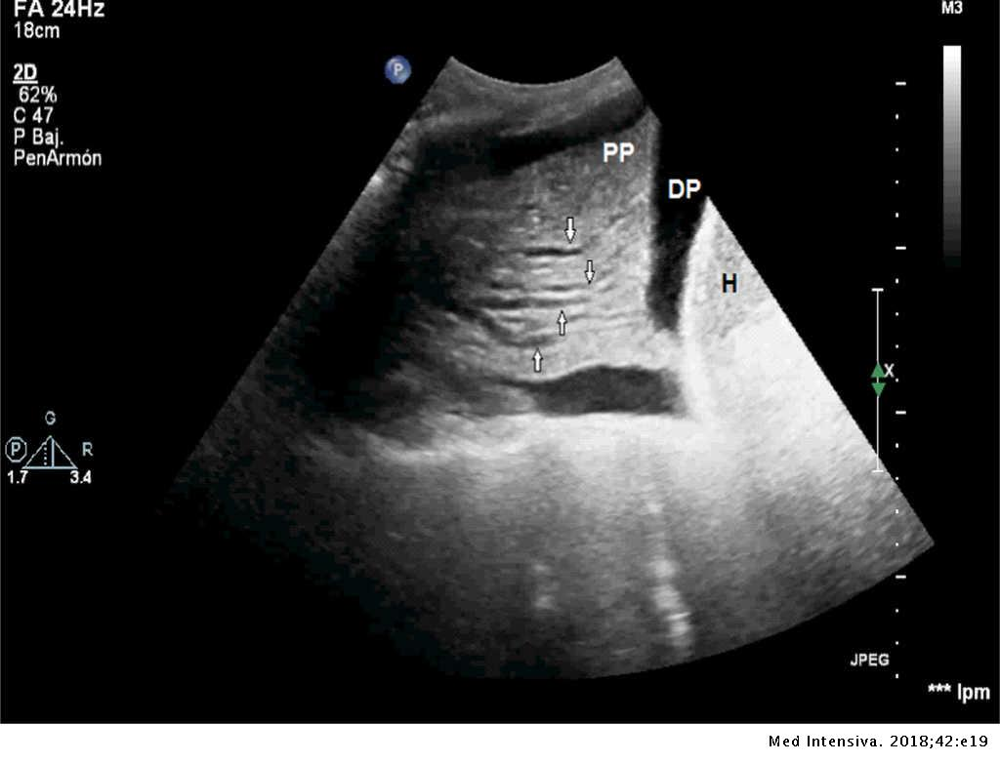 FA 24Hz
18cm
2D
62%
C 47
P Baj.
PenArmón
M3
P
PP
DP
H
X
G
P R
1.7 3.4
JPEG
*** lpm
Med Intensiva. 2018;42:e19